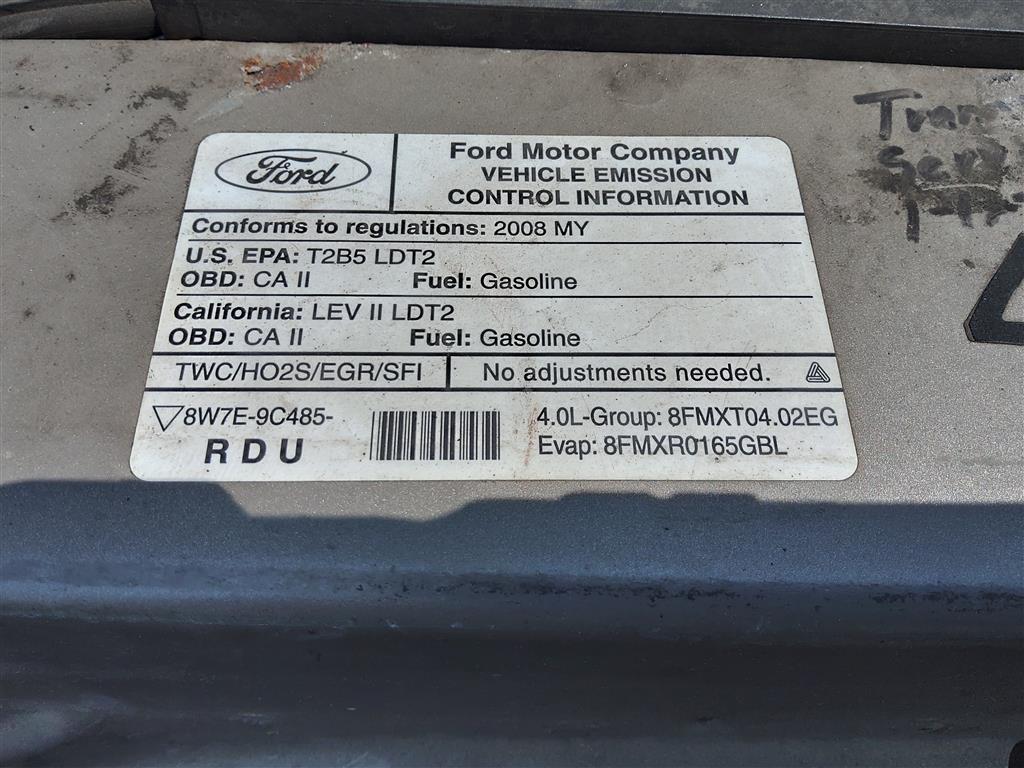 Ford
Ford Motor Company
VEHICLE EMISSION
CONTROL INFORMATION
Conforms to regulations: 2008 MY
U.S. EPA: T2B5 LDT2
OBD: CA II Fuel: Gasoline
California: LEV II LDT2
OBD: CA II Fuel: Gasoline
TWC/HO2S/EGR/SFI No adjustments needed.
8W7E-9C485-
RDU
4.0L-Group: 8FMXT04.02EG
Evap: 8FMXR0165GBL
Tran